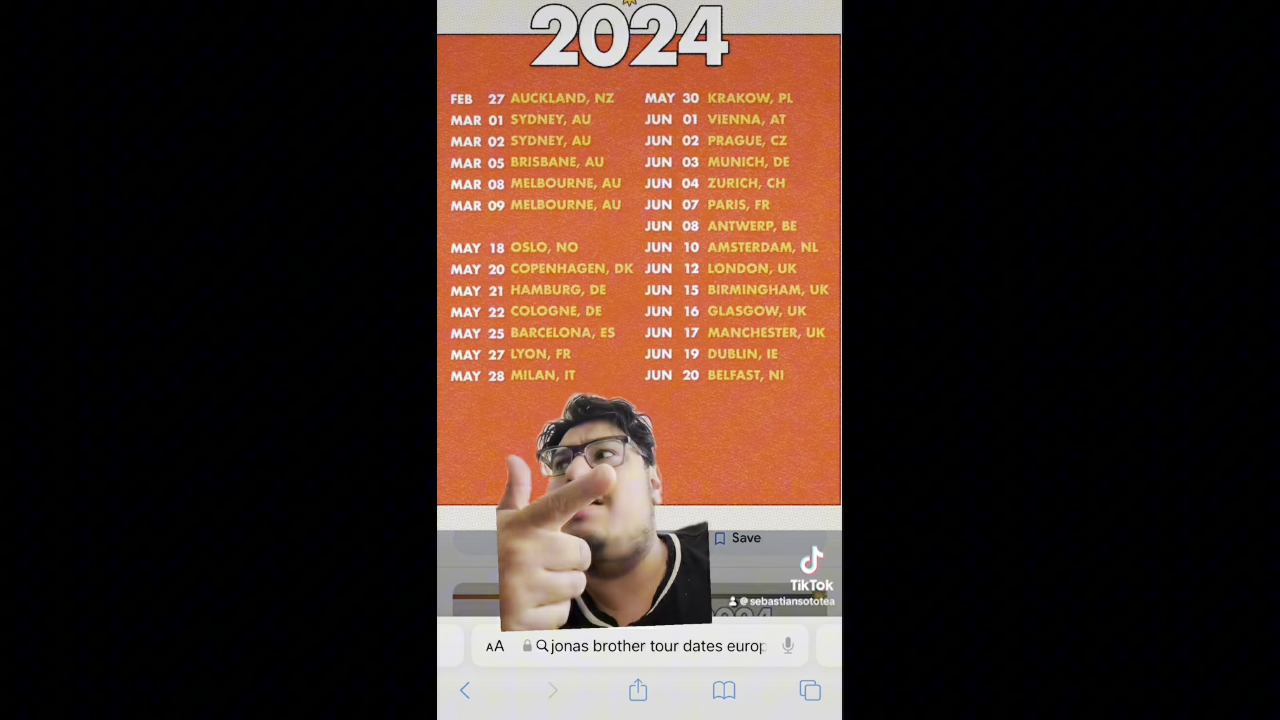 2024
FEB 27 AUCKLAND, NZ
MAR 01 SYDNEY, AU
MAR 02 SYDNEY, AU
MAR 05 BRISBANE, AU
MAR 08 MELBOURNE, AU
MAR 09 MELBOURNE, AU
MAY 18 OSLO, NO
MAY 20 COPENHAGEN, DK
MAY 21 HAMBURG, DE
MAY 22 COLOGNE, DE
MAY 25 BARCELONA, ES
MAY 27 LYON, FR
MAY 28 MILAN, IT
MAY 30 KRAKOW, PL
JUN 01 VIENNA, AT
JUN 02 PRAGUE, CZ
JUN 03 MUNICH, DE
JUN 04 ZURICH, CH
JUN 07 PARIS, FR
JUN 08 ANTWERP, BE
JUN 10 AMSTERDAM, NL
JUN 12 LONDON, UK
JUN 15 BIRMINGHAM, UK
JUN 16 GLASGOW, UK
JUN 17 MANCHESTER, UK
JUN 19 DUBLIN, IE
JUN 20 BELFAST, NI
Save
TikTok
@sebastiansototea
2024
AA jonas brother tour dates europ